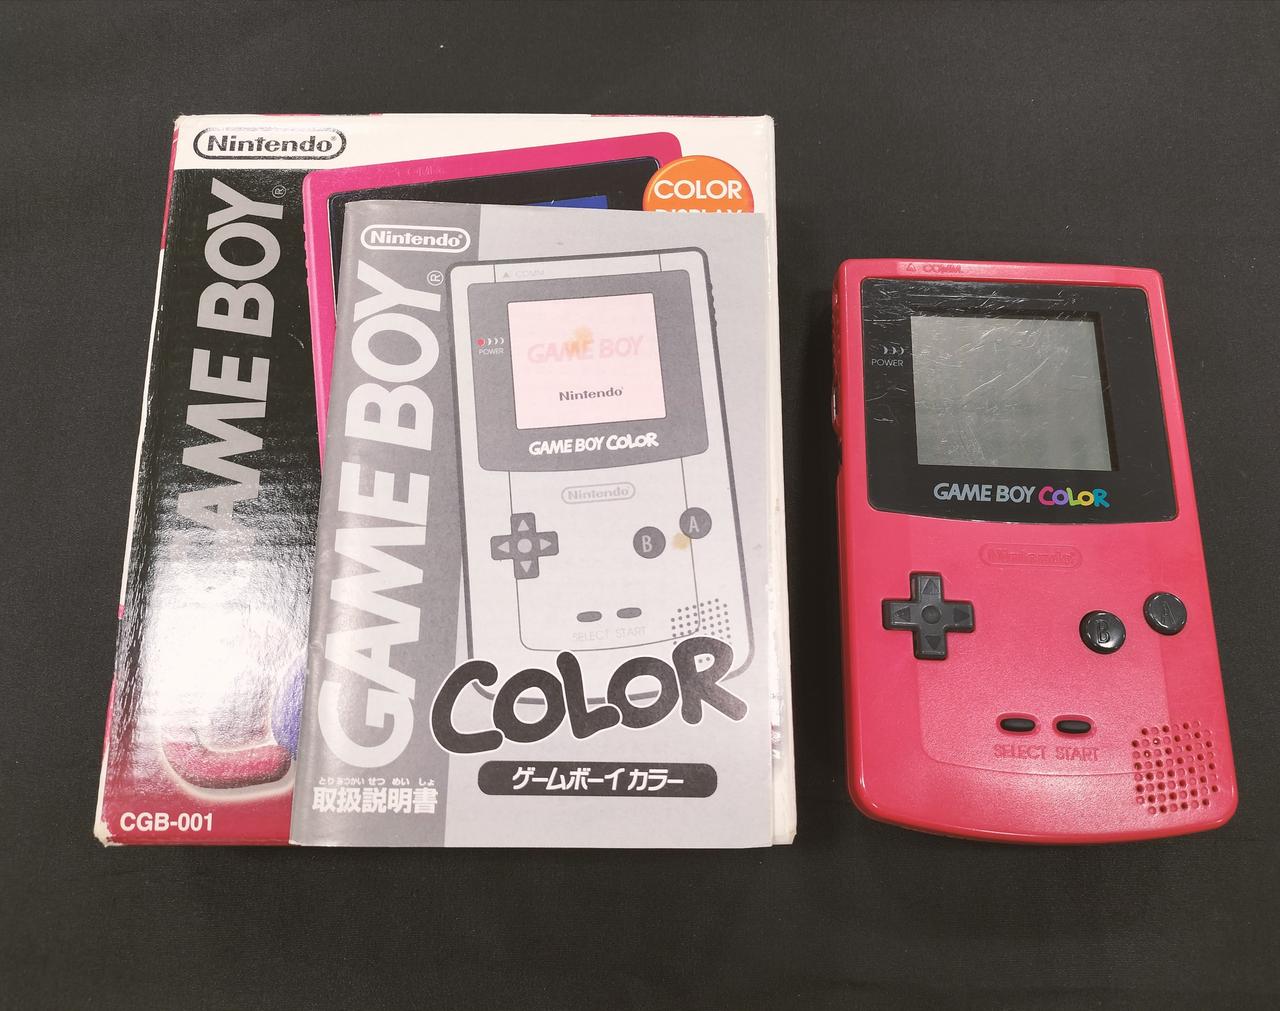 Nintendo®
GAME BOY®
COLOR
DISPLAY
CGB-001
Nintendo®
GAME BOY®
▲ COMM.
POWER
GAME BOY
Nintendo®
GAME BOY COLOR
Nintendo®
B
A
SELECT START
COLOR
ゲームボーイカラー
とりあつかいせつめいしょ
取扱説明書
▲ COMM.
POWER
GAME BOY COLOR
Nintendo®
B
A
SELECT START